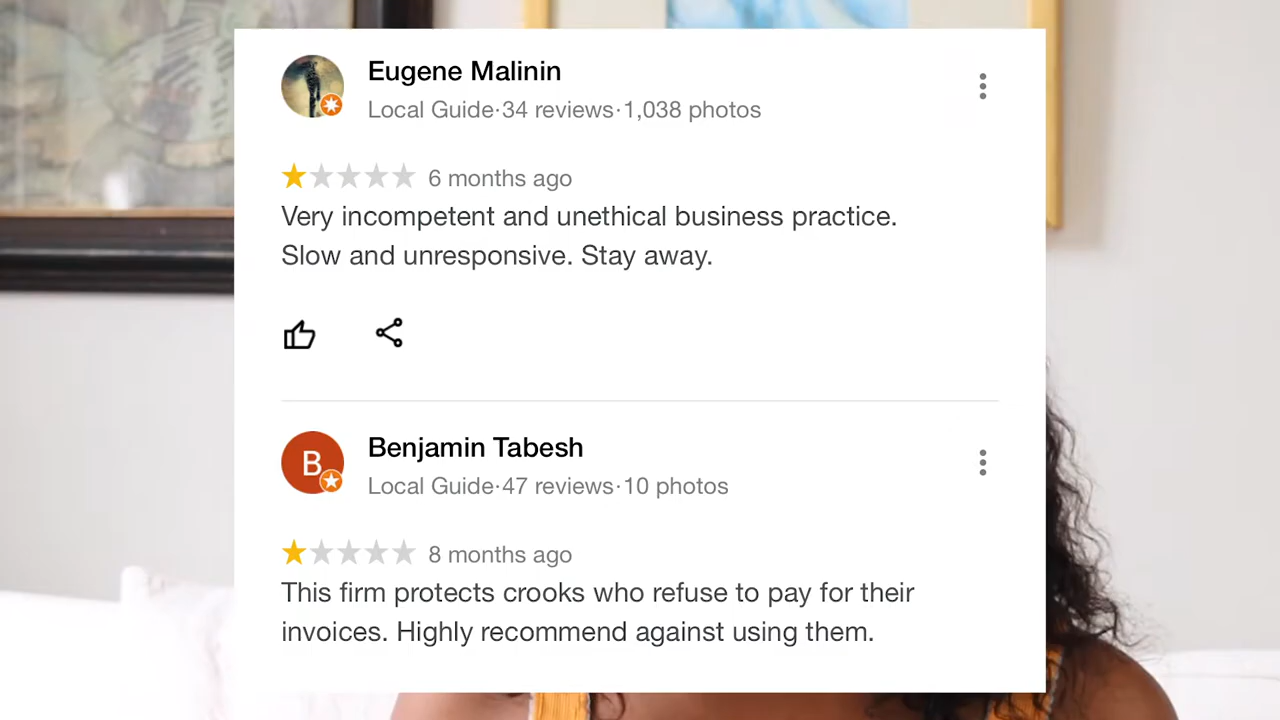 Eugene Malinin
Local Guide·34 reviews·1,038 photos
6 months ago
Very incompetent and unethical business practice.
Slow and unresponsive. Stay away.
B
Benjamin Tabesh
Local Guide·47 reviews·10 photos
8 months ago
This firm protects crooks who refuse to pay for their
invoices. Highly recommend against using them.